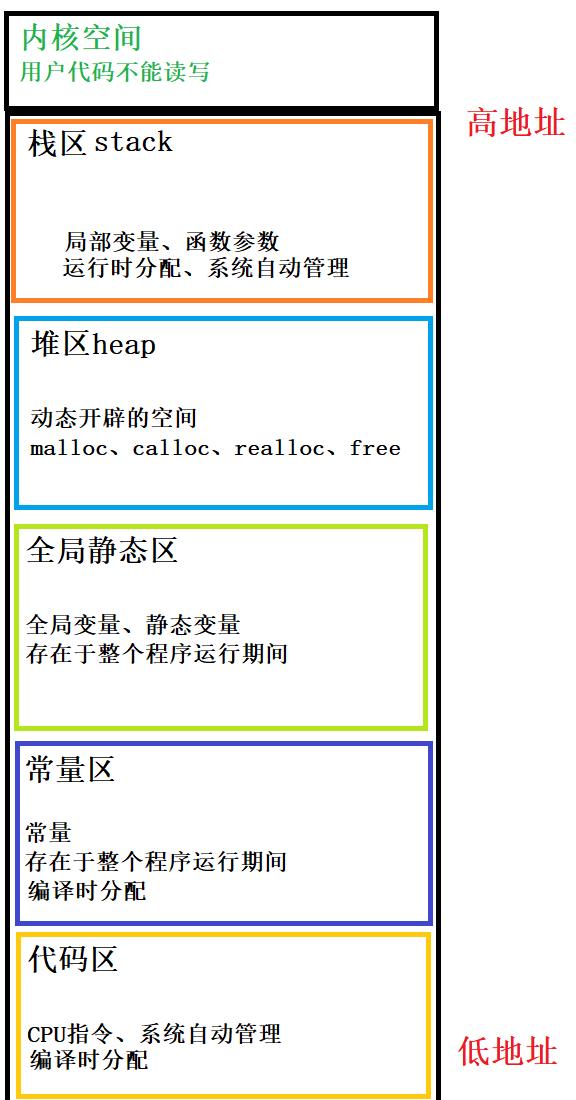 内核空间
用户代码不能读写
高地址
栈区 stack
局部变量、函数参数
运行时分配、系统自动管理
堆区heap
动态开辟的空间
malloc、calloc、realloc、free
全局静态区
全局变量、静态变量
存在于整个程序运行期间
常量区
常量
存在于整个程序运行期间
编译时分配
代码区
CPU指令、系统自动管理
编译时分配
低地址